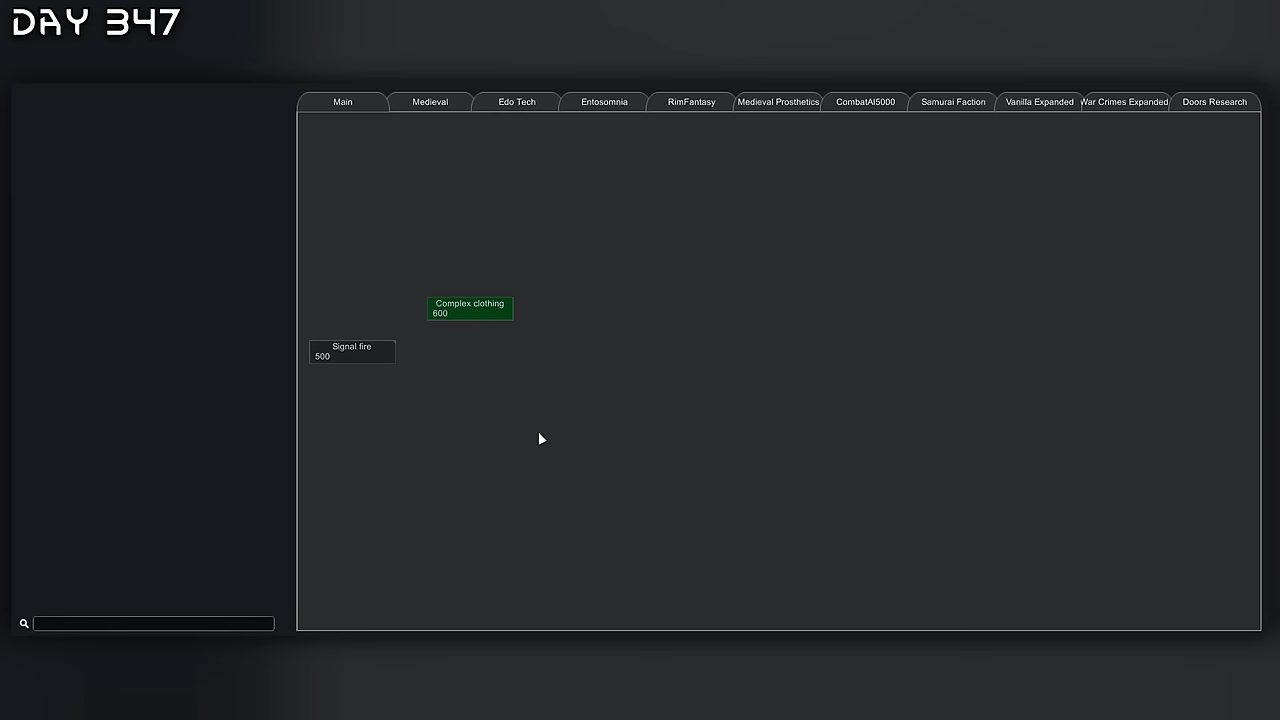 DAY 347
Main Medieval Edo Tech Entosomnia RimFantasy Medieval Prosthetics CombatAI5000 Samurai Faction Vanilla Expanded War Crimes Expanded Doors Research
Complex clothing
600
Signal fire
500